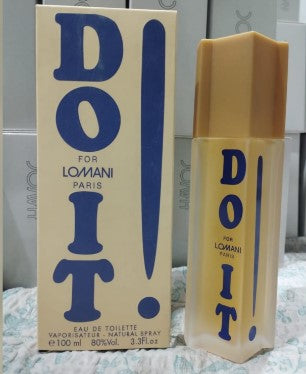 DO
FOR
LOMANI
PARIS
IT!
EAU DE TOILETTE
VAPORISATEUR - NATURAL SPRAY
℮100 ml 80%Vol. 3.3Fl.oz
DO
FOR
LOMANI
PARIS
IT!